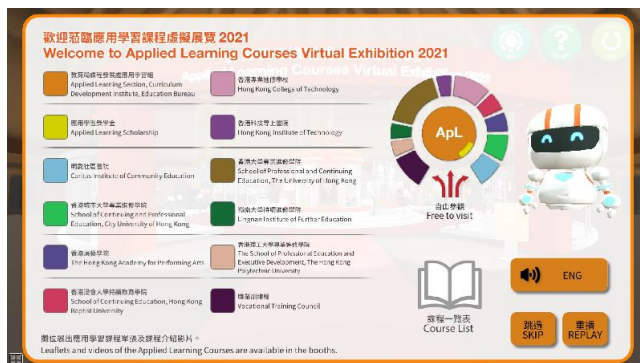 歡迎蒞臨應用學習課程虛擬展覽 2021
Welcome to Applied Learning Courses Virtual Exhibition 2021
教育局課程發展處應用學習組
Applied Learning Section, Curriculum
Development Institute, Education Bureau
應用學習獎學金
Applied Learning Scholarship
明愛社區書院
Caritas Institute of Community Education
香港城市大學專業進修學院
School of Continuing and Professional
Education, City University of Hong Kong
香港演藝學院
The Hong Kong Academy for Performing Arts
香港浸會大學持續教育學院
School of Continuing Education, Hong Kong
Baptist University
香港專業進修學校
Hong Kong College of Technology
香港科技專上書院
Hong Kong Institute of Technology
香港大學專業進修學院
School of Professional and Continuing
Education, The University of Hong Kong
嶺南大學持續進修學院
Lingnan Institute of Further Education
香港理工大學專業進修學院
The School of Professional Education and
Executive Development, The Hong Kong
Polytechnic University
職業訓練局
Vocational Training Council
ApL
自由參觀
Free to visit
課程一覽表
Course List
ENG
跳過
SKIP
重播
REPLAY
攤位展出應用學習課程單張及課程介紹影片。
Leaflets and videos of the Applied Learning Courses are available in the booths.